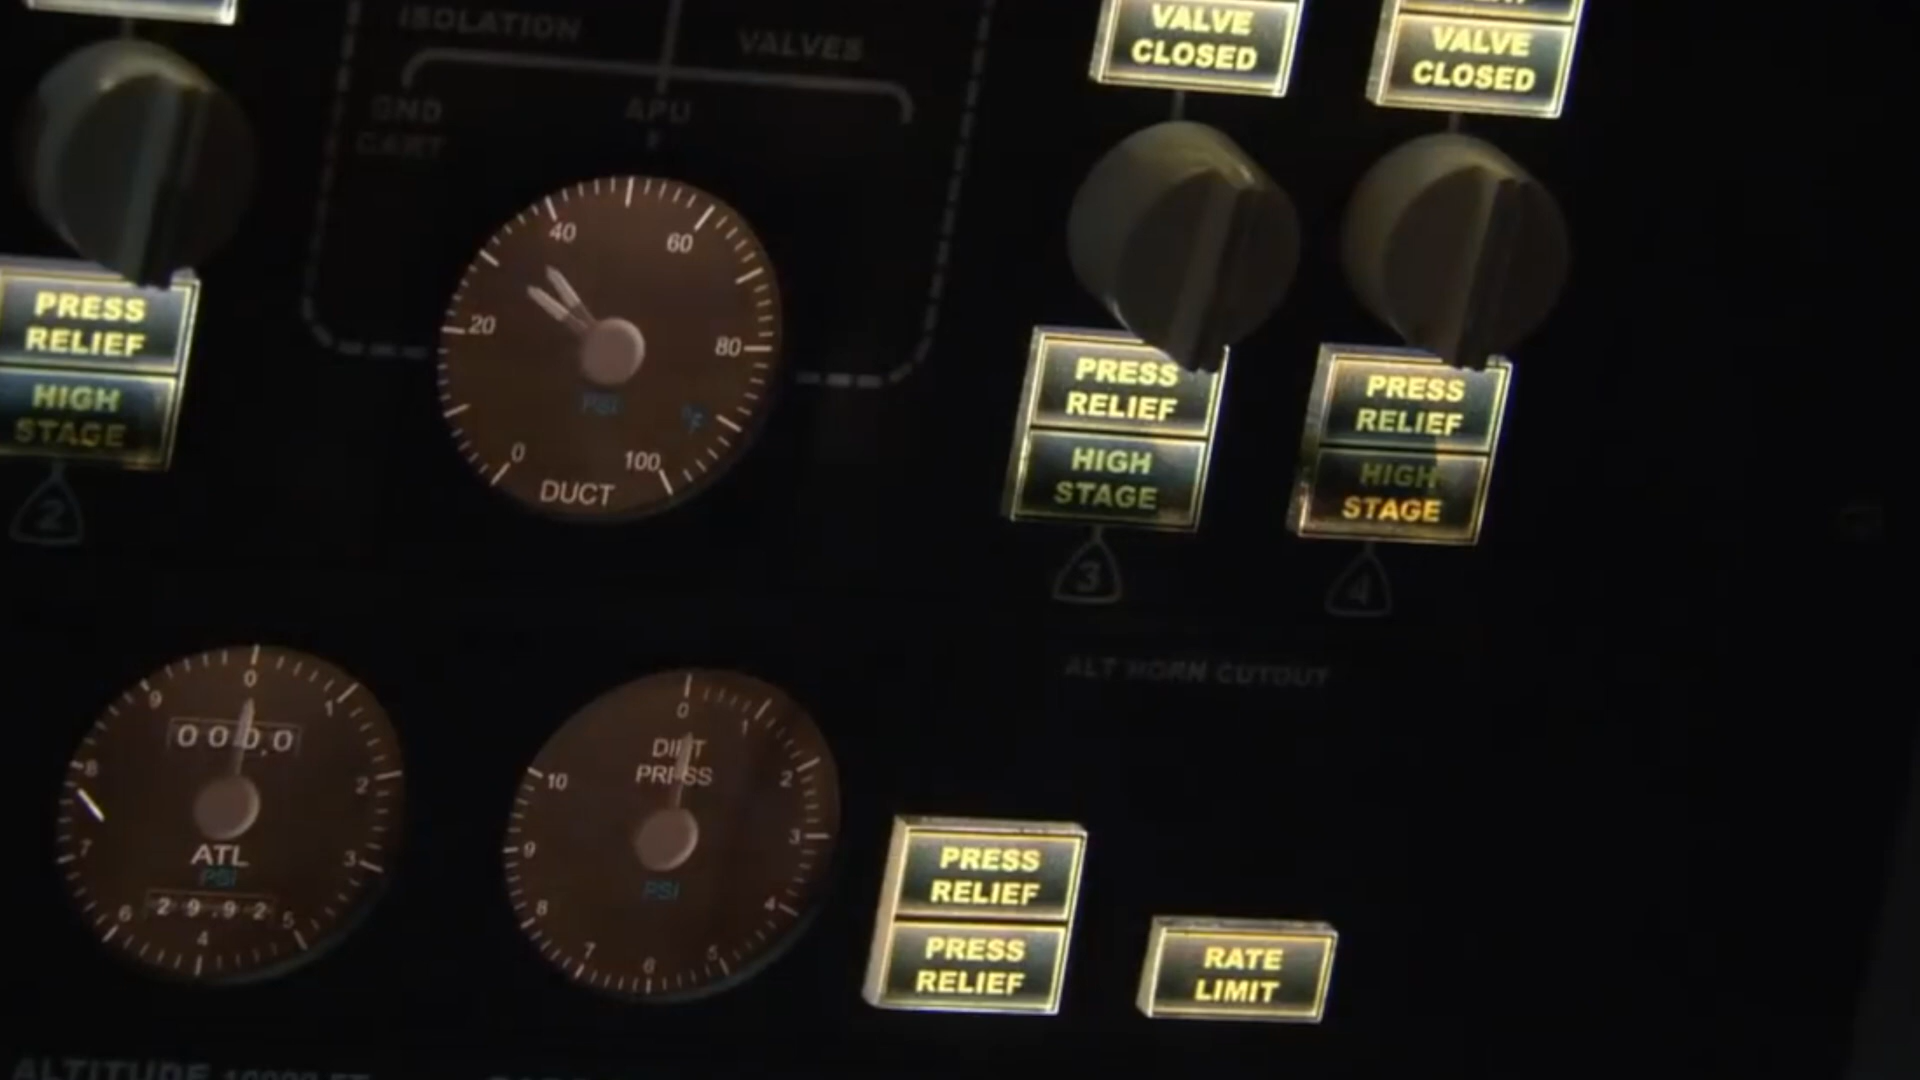 ISOLATION
VALVES
VALVE
CLOSED
VALVE
CLOSED
GND
CART
APU
40
60
20
80
PSI
°F
0
100
DUCT
PRESS
RELIEF
HIGH
STAGE
2
PRESS
RELIEF
HIGH
STAGE
3
PRESS
RELIEF
HIGH
STAGE
4
ALT HORN CUTOUT
0
9
1
000.0
8
2
7
3
ATL
PSI
29.92
6
5
4
0
1
DIFT
PRESS
10
2
3
9
PSI
8
4
7
5
6
PRESS
RELIEF
PRESS
RELIEF
RATE
LIMIT
ALTITUDE